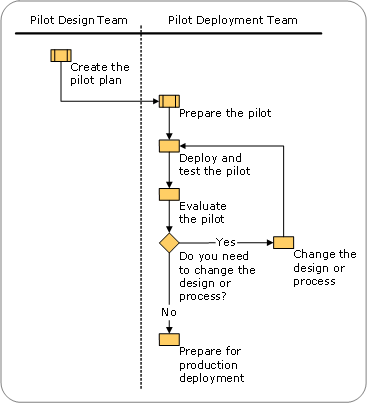 Pilot Design Team
Pilot Deployment Team
Create the
pilot plan
Prepare the pilot
Deploy and
test the pilot
Evaluate
the pilot
Yes
Do you need
to change the
design or
process?
Change the
design or
process
No
Prepare for
production
deployment